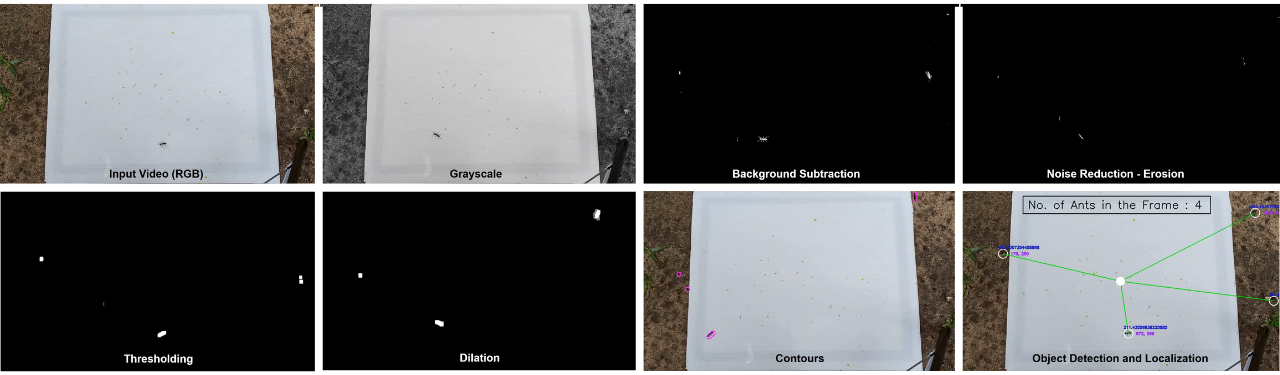 Input Video (RGB).
Grayscale
Background Subtraction
Noise Reduction - Erosion
Thresholding
Dilation
Contours
No. of Ants in the Frame : 4
Object Detection and Localization